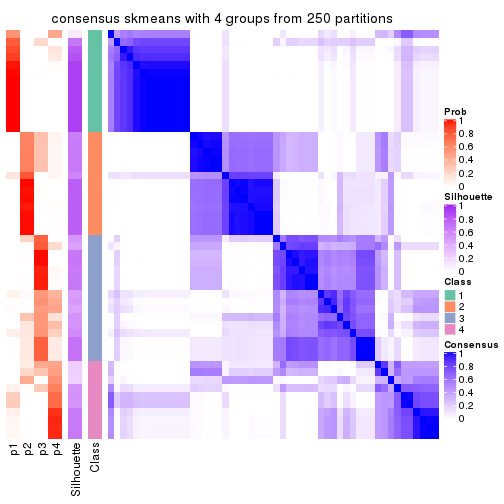 consensus skmeans with 4 groups from 250 partitions
Prob
1
0.8
0.6
0.4
0.2
0
Silhouette
1
0.8
0.6
0.4
0.2
0
Class
1
2
3
4
Consensus
1
0.8
0.6
0.4
0.2
0
p1
p2
p3
p4
Silhouette
Class